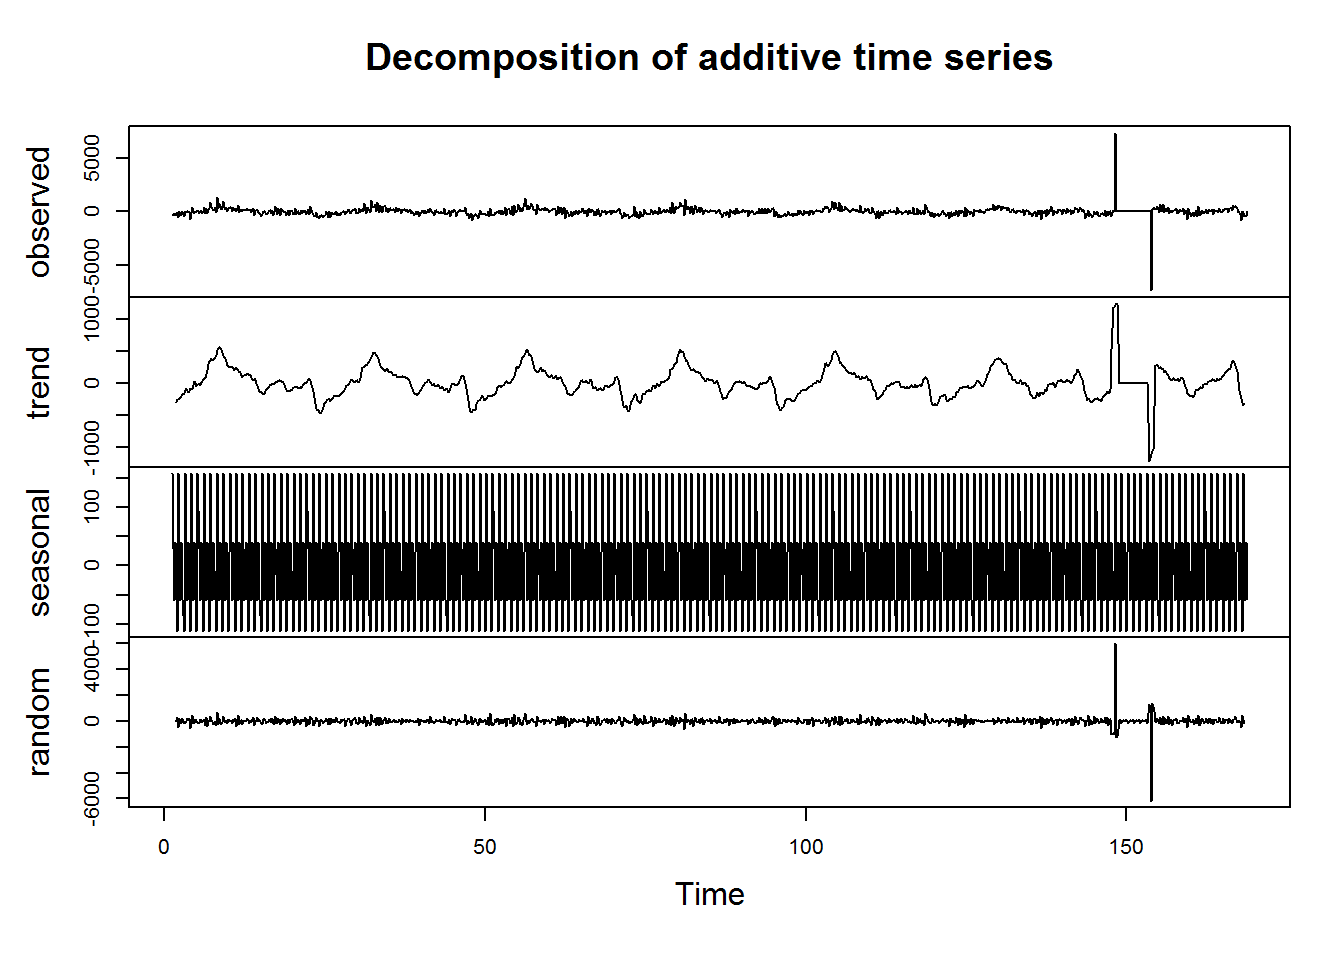 Decomposition of additive time series
observed
5000
0
-5000
trend
1000
0
-1000
seasonal
100
0
-100
random
4000
0
-6000
0 50 100 150
Time